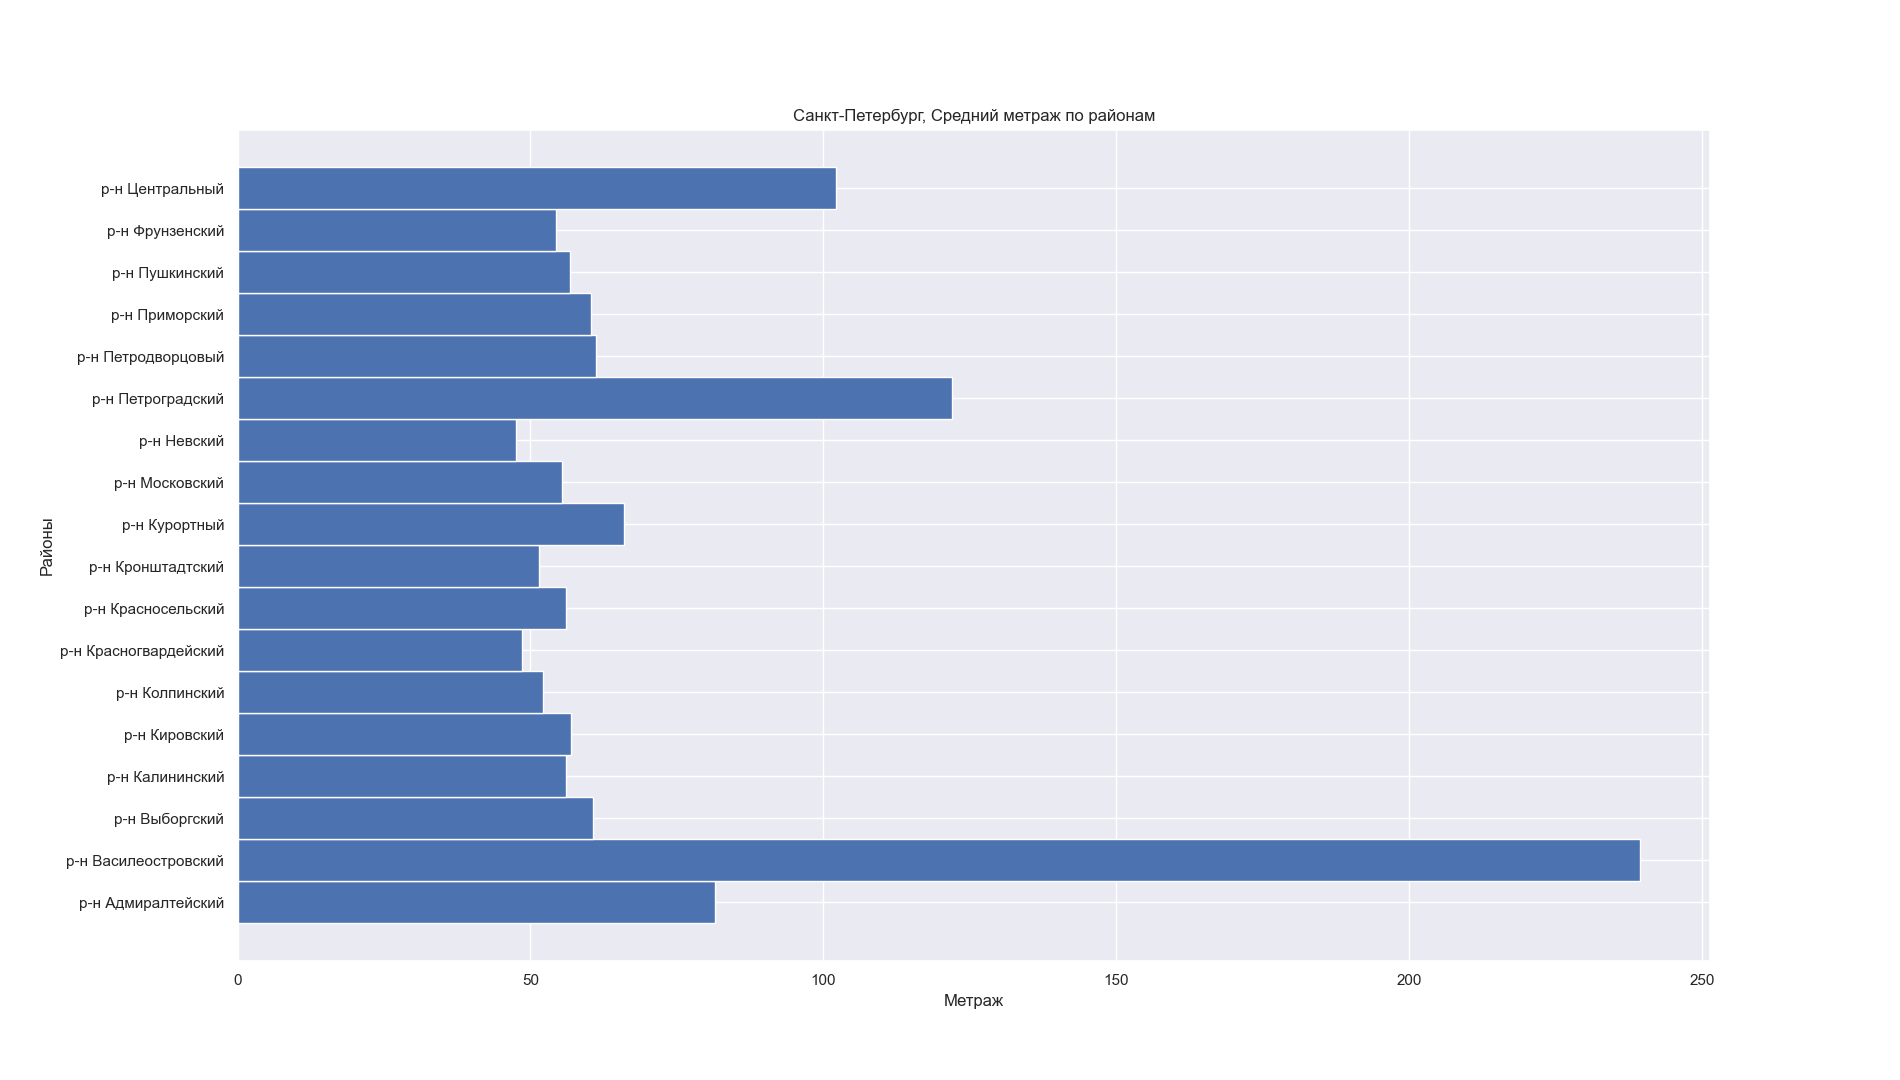 Санкт-Петербург, Средний метраж по районам
р-н Центральный
р-н Фрунзенский
р-н Пушкинский
р-н Приморский
р-н Петродворцовый
р-н Петроградский
р-н Невский
р-н Московский
р-н Курортный
р-н Кронштадтский
р-н Красносельский
р-н Красногвардейский
р-н Колпинский
р-н Кировский
р-н Калининский
р-н Выборгский
р-н Василеостровский
р-н Адмиралтейский
Районы
0 50 100 150 200 250
Метраж